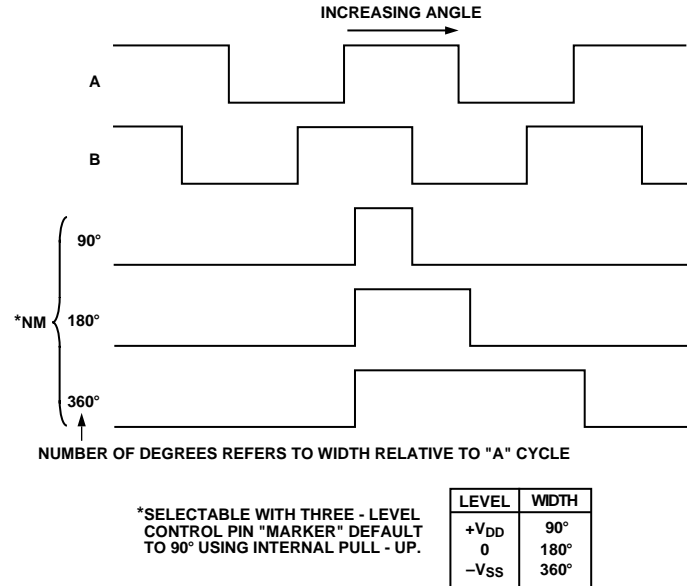 INCREASING ANGLE
A
B
90°
*NM
180°
360°
NUMBER OF DEGREES REFERS TO WIDTH RELATIVE TO "A" CYCLE
*SELECTABLE WITH THREE - LEVEL
CONTROL PIN "MARKER" DEFAULT
TO 90° USING INTERNAL PULL - UP.
LEVEL WIDTH
+VDD 90°
0 180°
–VSS 360°